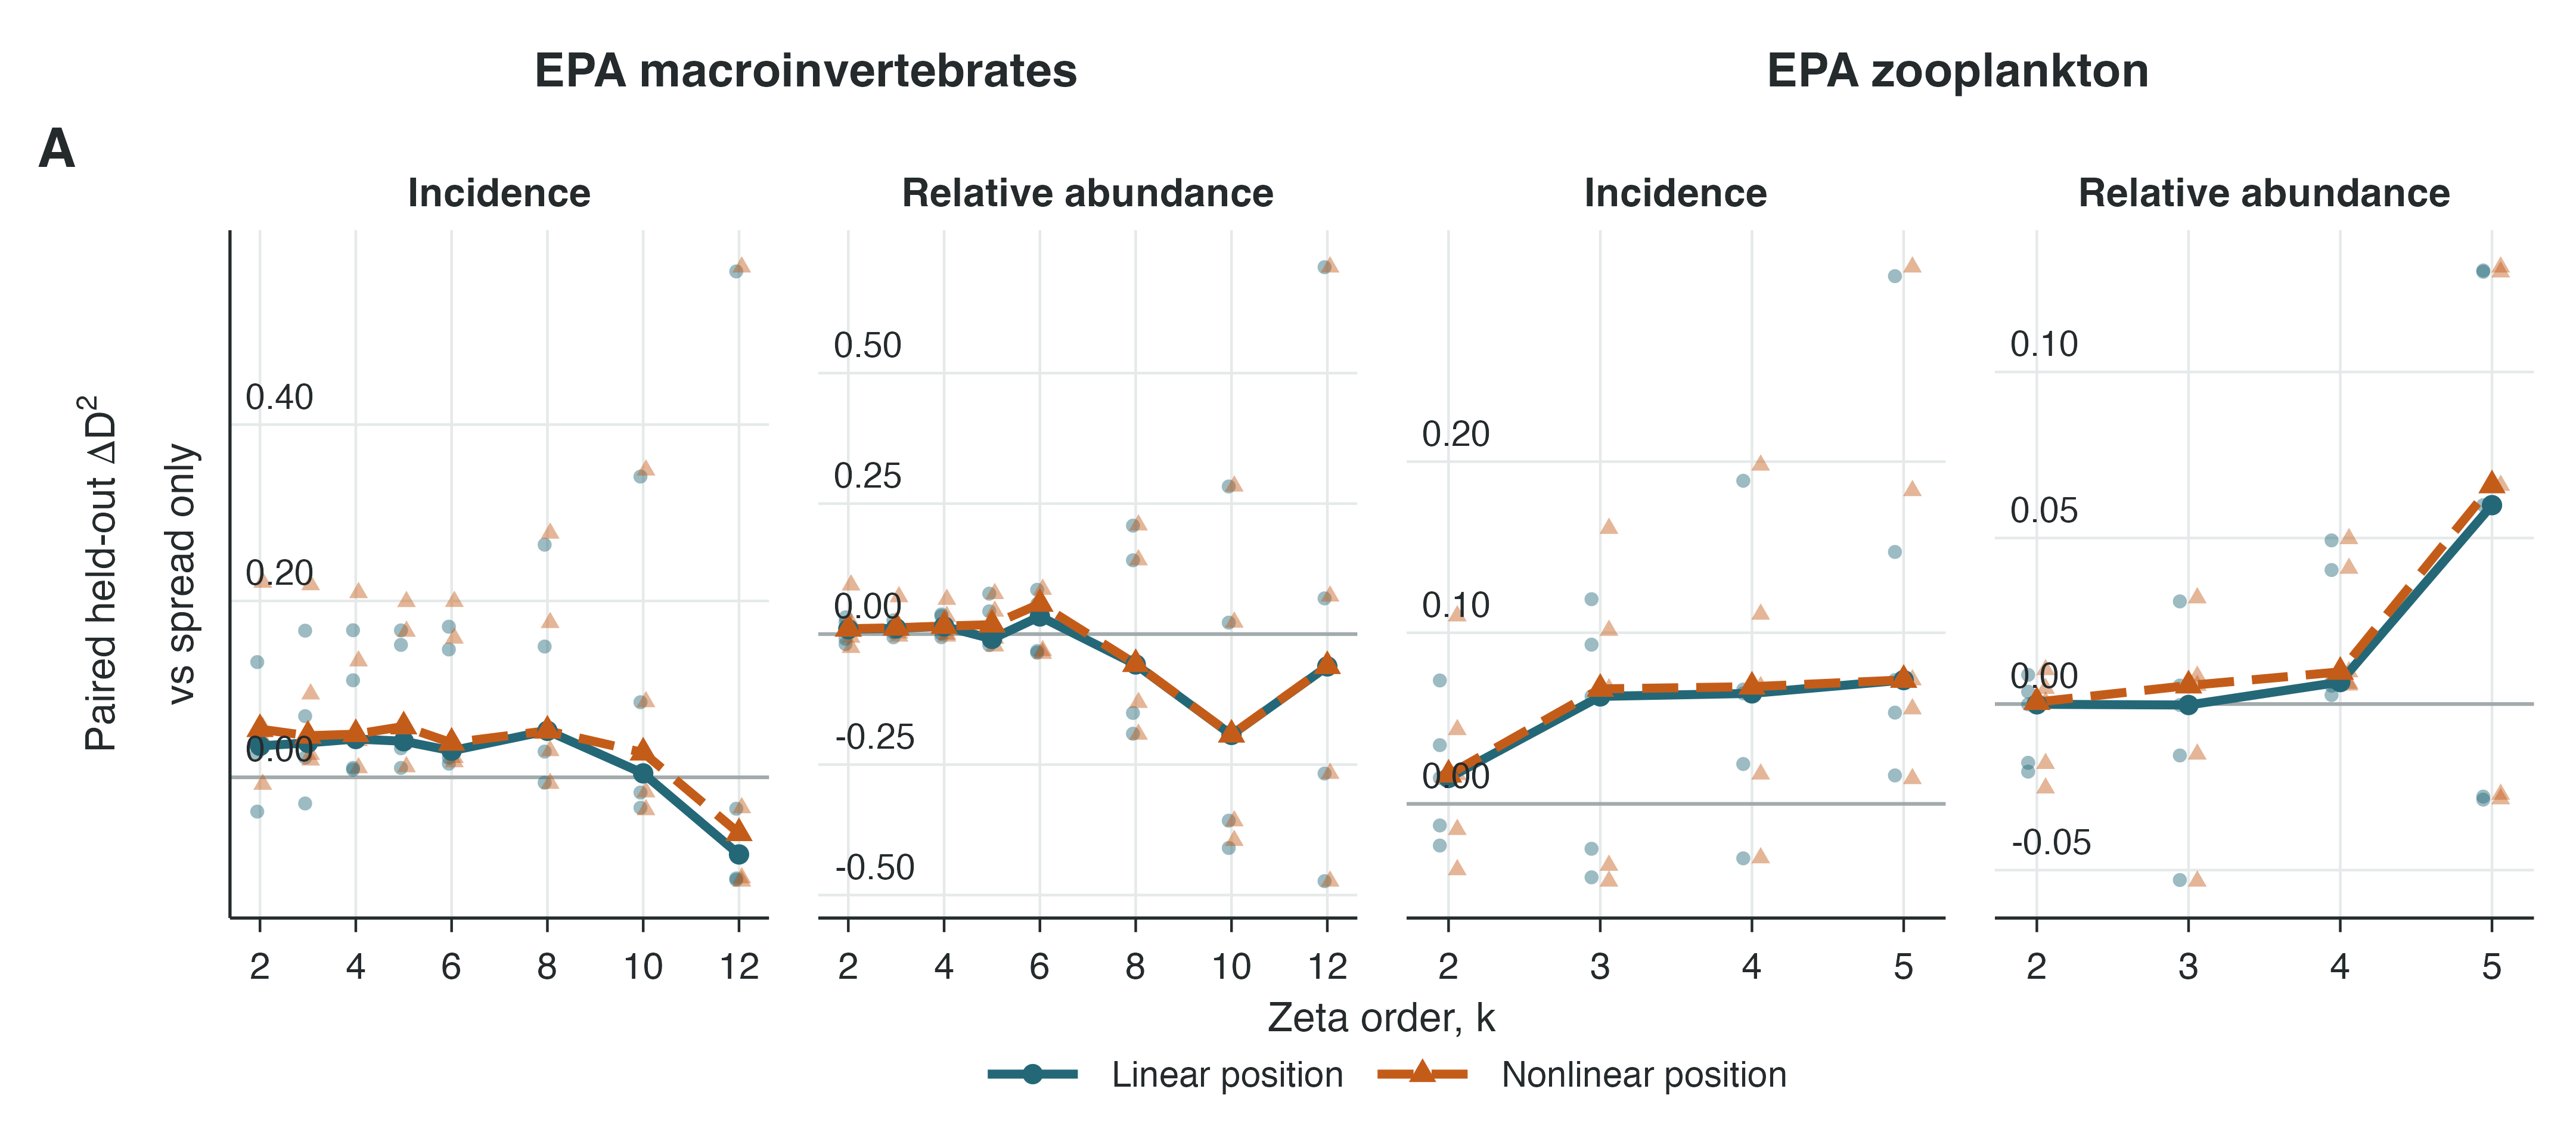 EPA macroinvertebrates
EPA zooplankton
A
Incidence
Relative abundance
Incidence
Relative abundance
Paired held-out ΔD²
vs spread only
0.40
0.20
0.00
0.50
0.25
0.00
-0.25
-0.50
0.20
0.10
0.00
0.10
0.05
0.00
-0.05
2 4 6 8 10 12
2 4 6 8 10 12
2 3 4 5
2 3 4 5
Zeta order, k
Linear position
Nonlinear position